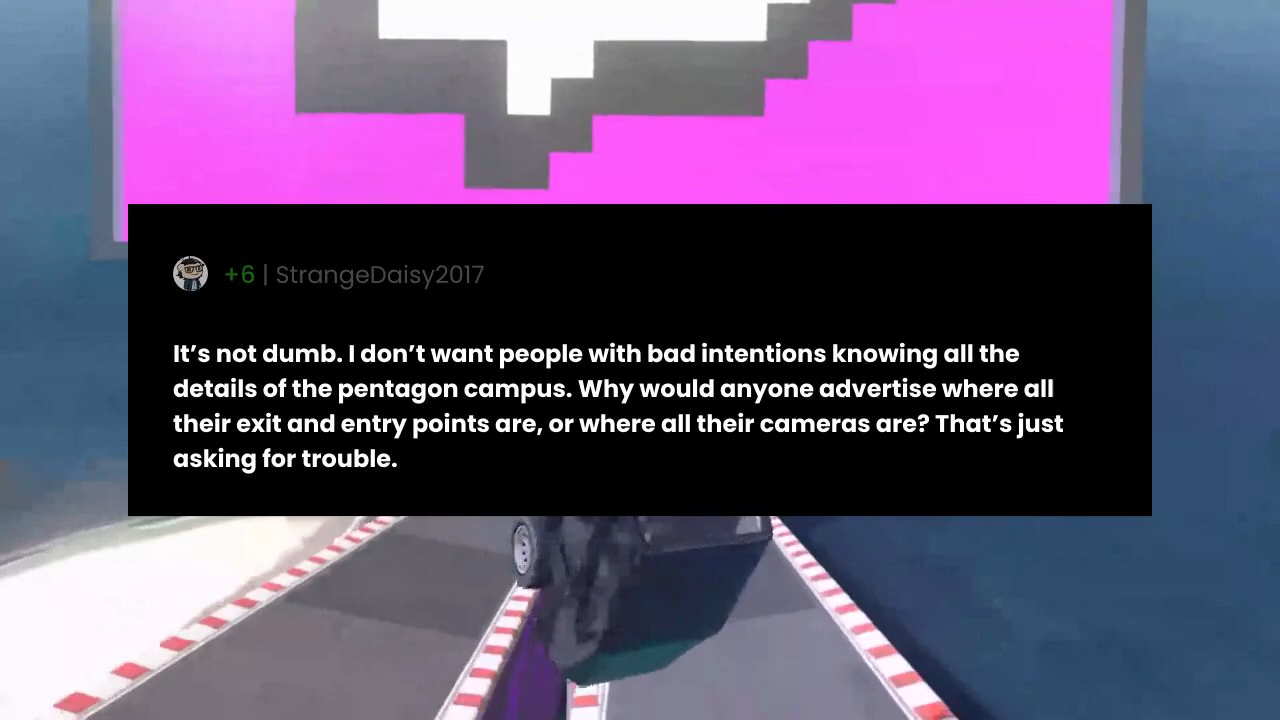 +6 | StrangeDaisy2017
It’s not dumb. I don’t want people with bad intentions knowing all the
details of the pentagon campus. Why would anyone advertise where all
their exit and entry points are, or where all their cameras are? That’s just
asking for trouble.